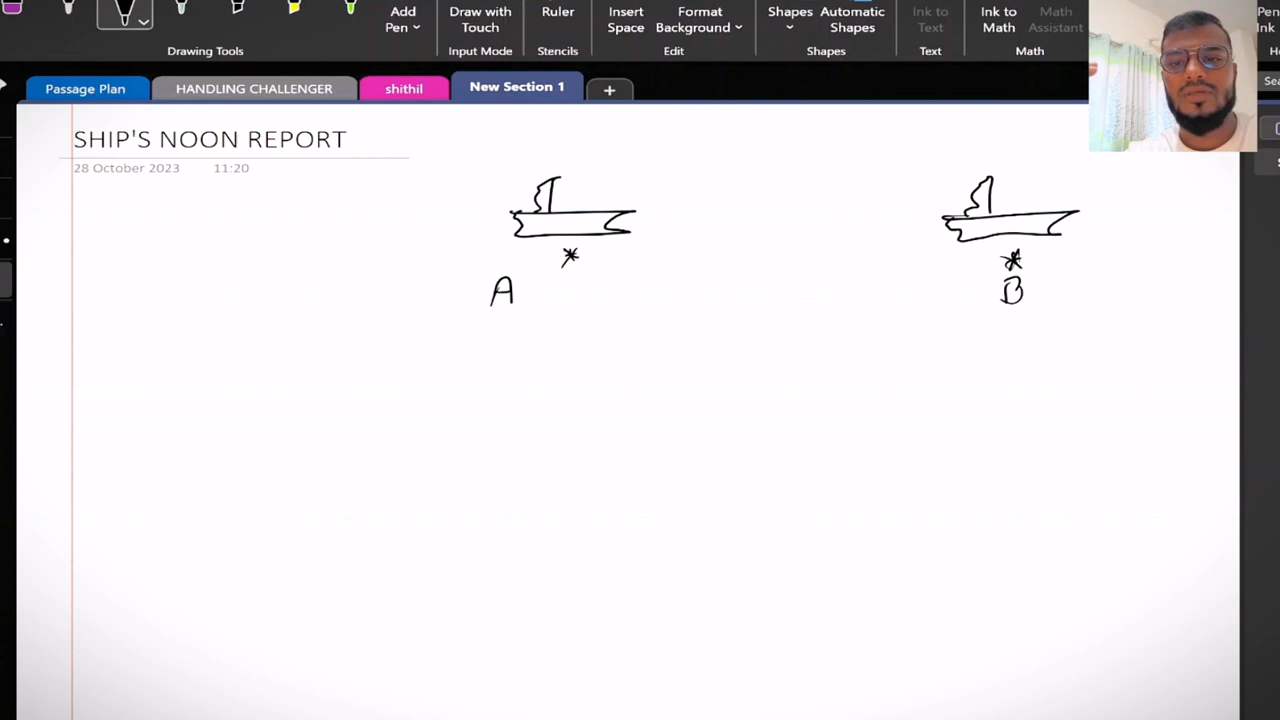 Add Pen
Draw with Touch
Ruler
Insert Space
Format Background
Shapes
Automatic Shapes
Ink to Text
Ink to Math
Math Assistant
Drawing Tools
Input Mode
Stencils
Edit
Shapes
Text
Math
Passage Plan
HANDLING CHALLENGER
shithil
New Section 1
+
SHIP'S NOON REPORT
28 October 2023 11:20
A
B